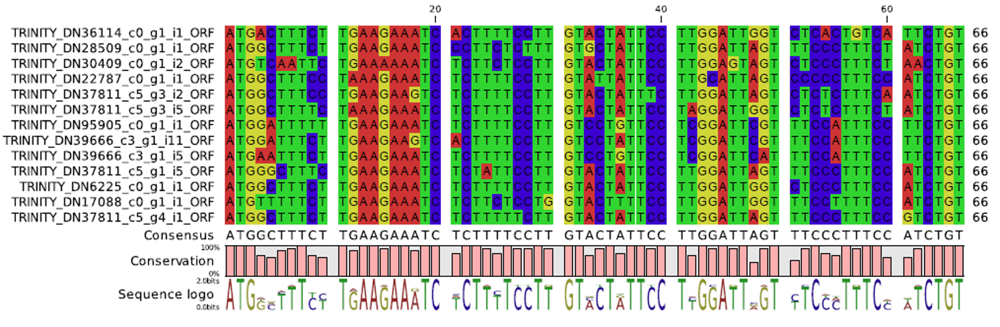 20 40 60
TRINITY_DN36114_c0_g1_i1_ORF ATGACTTTCT TGAAGAAATC ACTTTTCCTT GTACTATTCC TTGGATTGGT CTCACTGTCA TTCTGT 66
TRINITY_DN28509_c0_g1_i1_ORF ATGGCTTTCT TGAAGAAATC CCTTCTCTTT GTGCTATTCC TTGGATTAGT TTCCCTTTCT ATCTGT 66
TRINITY_DN30409_c0_g1_i2_ORF ATGTCAATTC TGAAAAAATC TCTTCTCCTT GTACTATTCC TTGGAGTAGT CTCCCTTTCT AACTGT 66
TRINITY_DN22787_c0_g1_i1_ORF ATGGCTTTCC TAAAGAAATC TCTTTTCCTT GTATTATTCC TTGCATTAGT CCCCCTTTCC ATCTGT 66
TRINITY_DN37811_c5_g3_i2_ORF ATGGCTTTCC TGAAGAAGTC TCTTTTCCTT GTACTATTTC TTGGATTAGT CTCTCTTTCA ATCTGT 66
TRINITY_DN37811_c5_g3_i5_ORF ATGGCTTTTC TAAAGAAATC TCTTTTCCTT GTACTATTCC TAGGATTGGT CTCTCTTTCT ATCTGT 66
TRINITY_DN95905_c0_g1_i1_ORF ATGGATTTTT TGAAGAAATC TCTTTTCCTT GTCCTGTTCC TCGGATTCGT TTCCATTTCC TTCTGT 66
TRINITY_DN39666_c3_g1_i11_ORF ATGGATTTCT TGAAGAAGTC ACTTTTCCTT GTCCTATTCC TCGGATTCGT TTCCATTTCC TTCTGT 66
TRINITY_DN39666_c3_g1_i5_ORF ATGAATTTCT TGAAGAAATC TCTTTTCCTT GTCCTGTTCC TCGGATTCAT TTCCATTTCC TTCTGT 66
TRINITY_DN37811_c5_g1_i5_ORF ATGGGCTTTC TGAAGAAATC TCTATTCCTT GTACTATTCC TTGGATTAGT TTCCCTTTCC ATCTGT 66
TRINITY_DN6225_c0_g1_i1_ORF ATGGCTTTCT TGAAGAAATC TCTTTTCCTT GTACTATTCC TTGGATTAGT CTCCCTTTCC ATCTGT 66
TRINITY_DN17088_c0_g1_i1_ORF ATGTTTTTCT TGAAGAAATC TCTTCTCCTG GTACTTTTCC TTGGATTGGT TTCCTTTTCC ATCTGT 66
TRINITY_DN37811_c5_g4_i1_ORF ATGGCTTTCT TGAAGAAATC TCTTTTTCTT GTACTATTCC TTGGATTAGT TTCCCTTTCC GTCTGT 66
Consensus ATGGCTTTCT TGAAGAAATC TCTTTTCCTT GTACTATTCC TTGGATTAGT TTCCCTTTCC ATCTGT
100%
Conservation
0%
2.0bits
Sequence logo
0.0bits